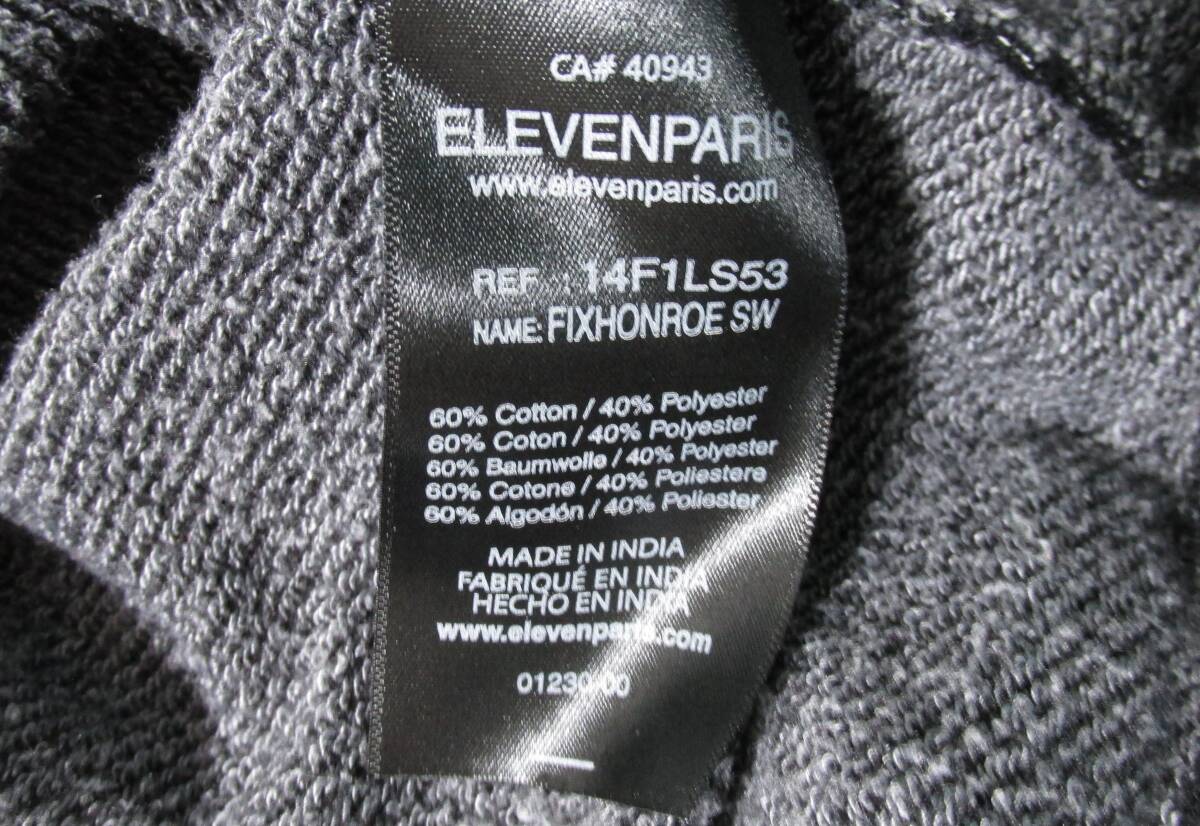 CA# 40943
ELEVENPARIS
www.elevenparis.com
REF : 14F1LS53
NAME: FIXHONROE SW
60% Cotton / 40% Polyester
60% Coton / 40% Polyester
60% Baumwolle / 40% Polyester
60% Cotone / 40% Poliestere
60% Algodón / 40% Poliester
MADE IN INDIA
FABRIQUÉ EN INDIA
HECHO EN INDIA
www.elevenparis.com